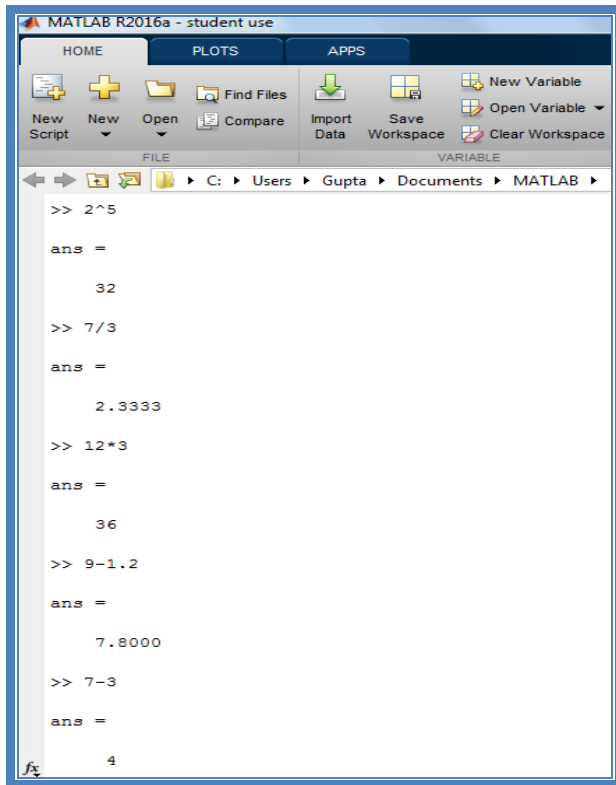 MATLAB R2016a - student use
HOME PLOTS APPS
New Script
New
Open
Find Files
Compare
Import Data
Save Workspace
New Variable
Open Variable
Clear Workspace
FILE VARIABLE
C: Users Gupta Documents MATLAB
>> 2^5
ans =
32
>> 7/3
ans =
2.3333
>> 12*3
ans =
36
>> 9-1.2
ans =
7.8000
>> 7-3
ans =
4
fx